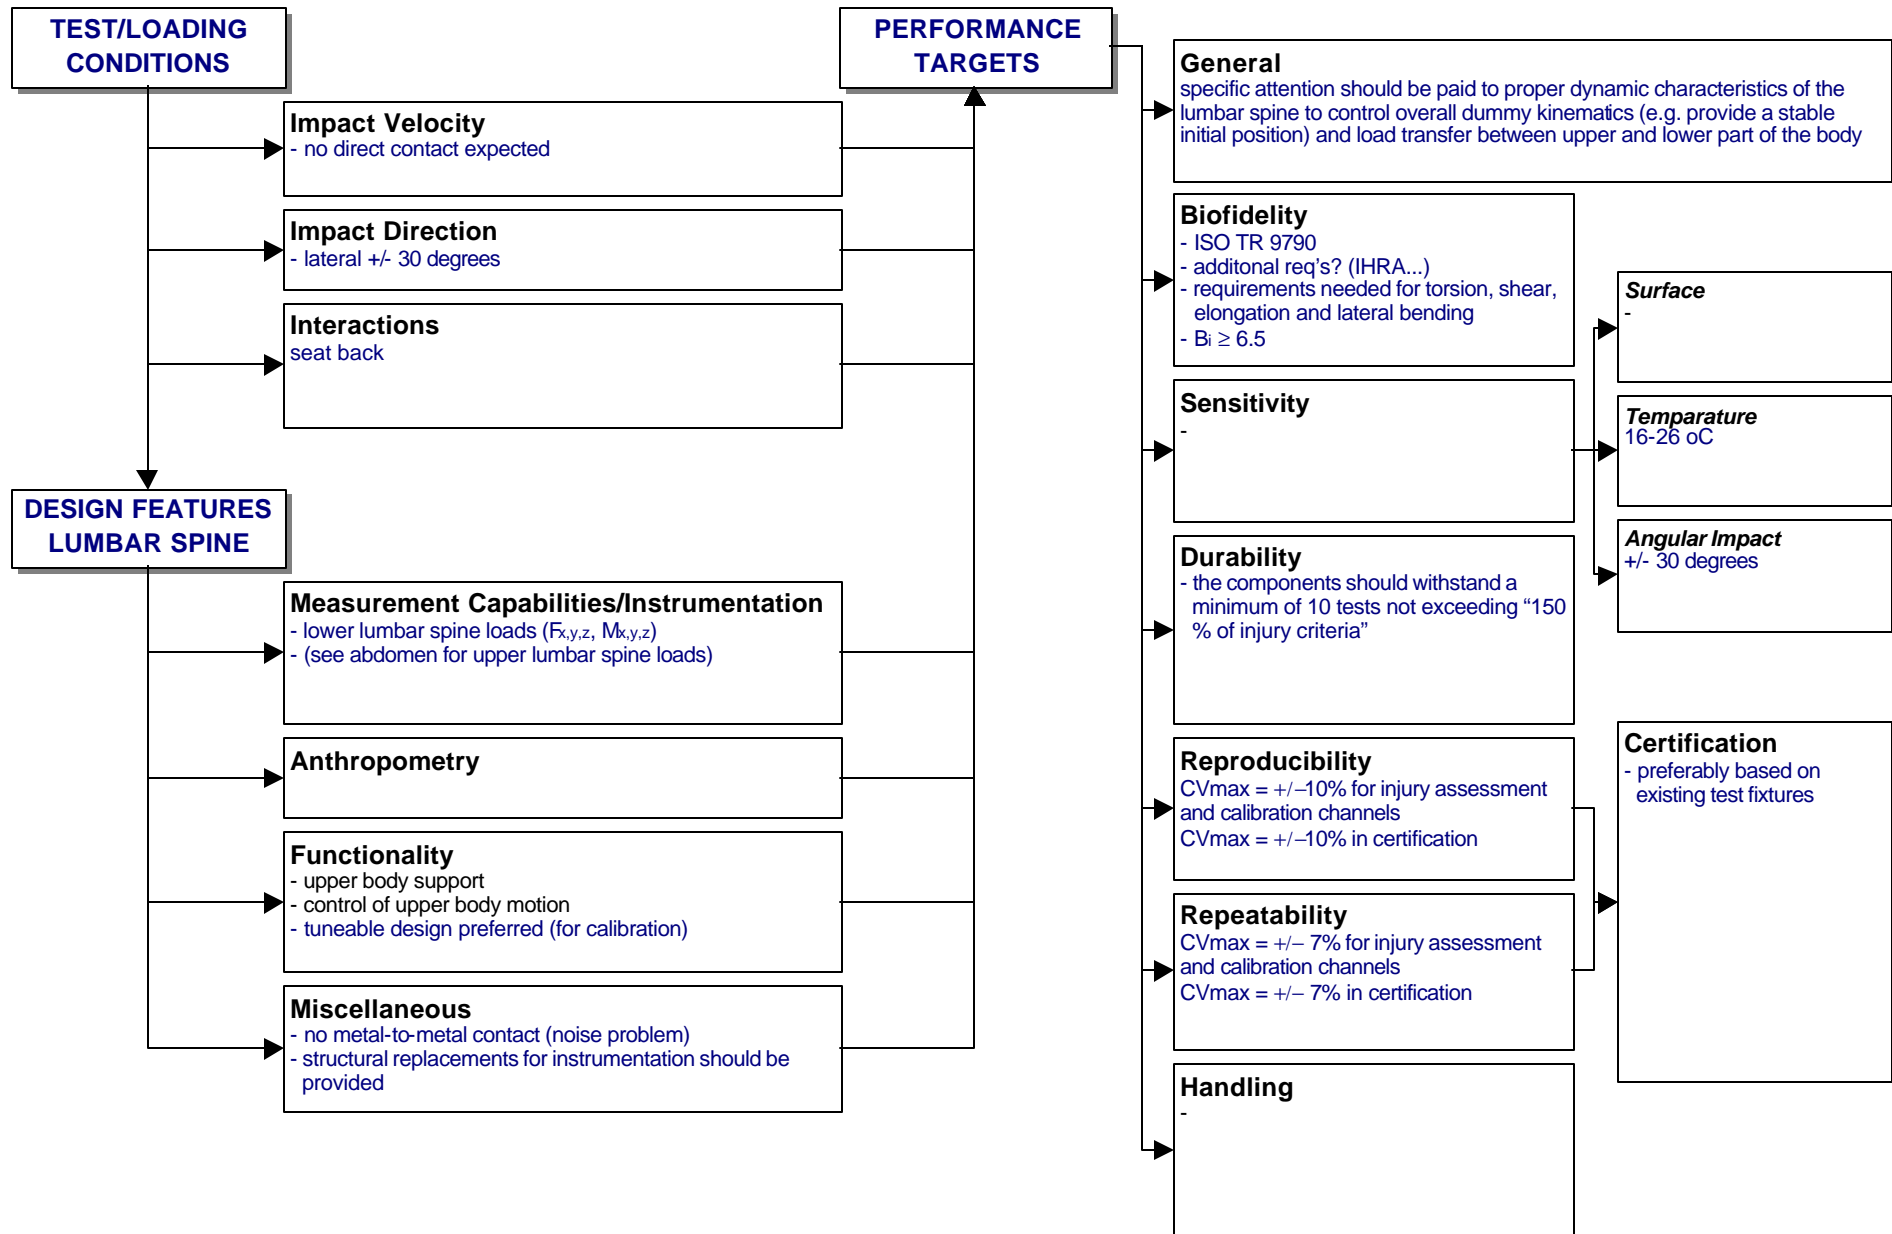 TEST/LOADING
CONDITIONS
Impact Velocity
- no direct contact expected
Impact Direction
- lateral +/- 30 degrees
Interactions
seat back
DESIGN FEATURES
LUMBAR SPINE
Measurement Capabilities/Instrumentation
- lower lumbar spine loads (Fx,y,z, Mx,y,z)
- (see abdomen for upper lumbar spine loads)
Anthropometry
Functionality
- upper body support
- control of upper body motion
- tuneable design preferred (for calibration)
Miscellaneous
- no metal-to-metal contact (noise problem)
- structural replacements for instrumentation should be
provided
PERFORMANCE
TARGETS
General
specific attention should be paid to proper dynamic characteristics of the
lumbar spine to control overall dummy kinematics (e.g. provide a stable
initial position) and load transfer between upper and lower part of the body
Biofidelity
- ISO TR 9790
- additonal req's? (IHRA...)
- requirements needed for torsion, shear,
elongation and lateral bending
- Bi ≥ 6.5
Sensitivity
-
Surface
-
Temparature
16-26 oC
Angular Impact
+/- 30 degrees
Durability
- the components should withstand a
minimum of 10 tests not exceeding “150
% of injury criteria”
Reproducibility
CVmax = +/−10% for injury assessment
and calibration channels
CVmax = +/−10% in certification
Repeatability
CVmax = +/− 7% for injury assessment
and calibration channels
CVmax = +/− 7% in certification
Certification
- preferably based on
existing test fixtures
Handling
-